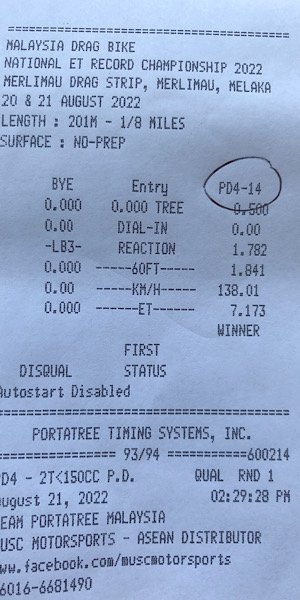 MALAYSIA DRAG BIKE
NATIONAL ET RECORD CHAMPIONSHIP 2022
MERLIMAU DRAG STRIP, MERLIMAU, MELAKA
20 & 21 AUGUST 2022
LENGTH : 201M - 1/8 MILES
SURFACE : NO-PREP
BYE Entry PD4-14
0.000 0.000 TREE 0.500
0.00 DIAL-IN 0.00
-LB3- REACTION 1.782
0.000 ------60FT------ 1.841
0.00 ------KM/H------ 138.01
0.000 ------ET------ 7.173
WINNER
FIRST
DISQUAL STATUS
Autostart Disabled
PORTATREE TIMING SYSTEMS, INC.
================ 93/94 ============600214
PD4 - 2T<150CC P.D. QUAL RND 1
August 21, 2022 02:29:28 PM
TEAM PORTATREE MALAYSIA
MUSC MOTORSPORTS - ASEAN DISTRIBUTOR
www.facebook.com/muscmotorsports
6016-6681490